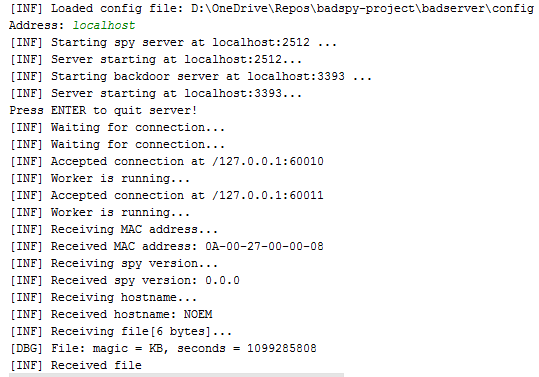 [INF] Loaded config file: D:\OneDrive\Repos\badspy-project\badserver\config
Address: localhost
[INF] Starting spy server at localhost:2512 ...
[INF] Server starting at localhost:2512...
[INF] Starting backdoor server at localhost:3393 ...
[INF] Server starting at localhost:3393...
Press ENTER to quit server!
[INF] Waiting for connection...
[INF] Waiting for connection...
[INF] Accepted connection at /127.0.0.1:60010
[INF] Worker is running...
[INF] Accepted connection at /127.0.0.1:60011
[INF] Worker is running...
[INF] Receiving MAC address...
[INF] Received MAC address: 0A-00-27-00-00-08
[INF] Receiving spy version...
[INF] Received spy version: 0.0.0
[INF] Receiving hostname...
[INF] Received hostname: NOEM
[INF] Receiving file[6 bytes]...
[DBG] File: magic = KB, seconds = 1099285808
[INF] Received file